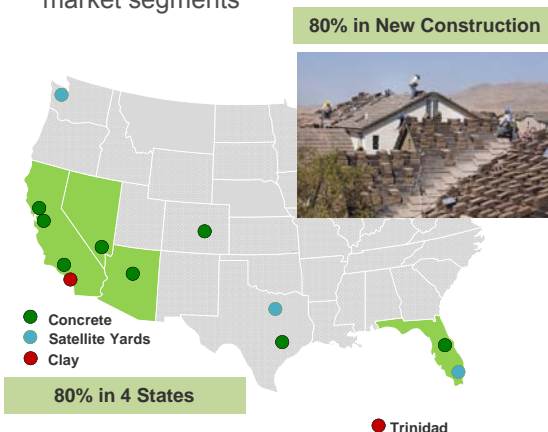 market segments
80% in New Construction
Concrete
Satellite Yards
Clay
80% in 4 States
Trinidad